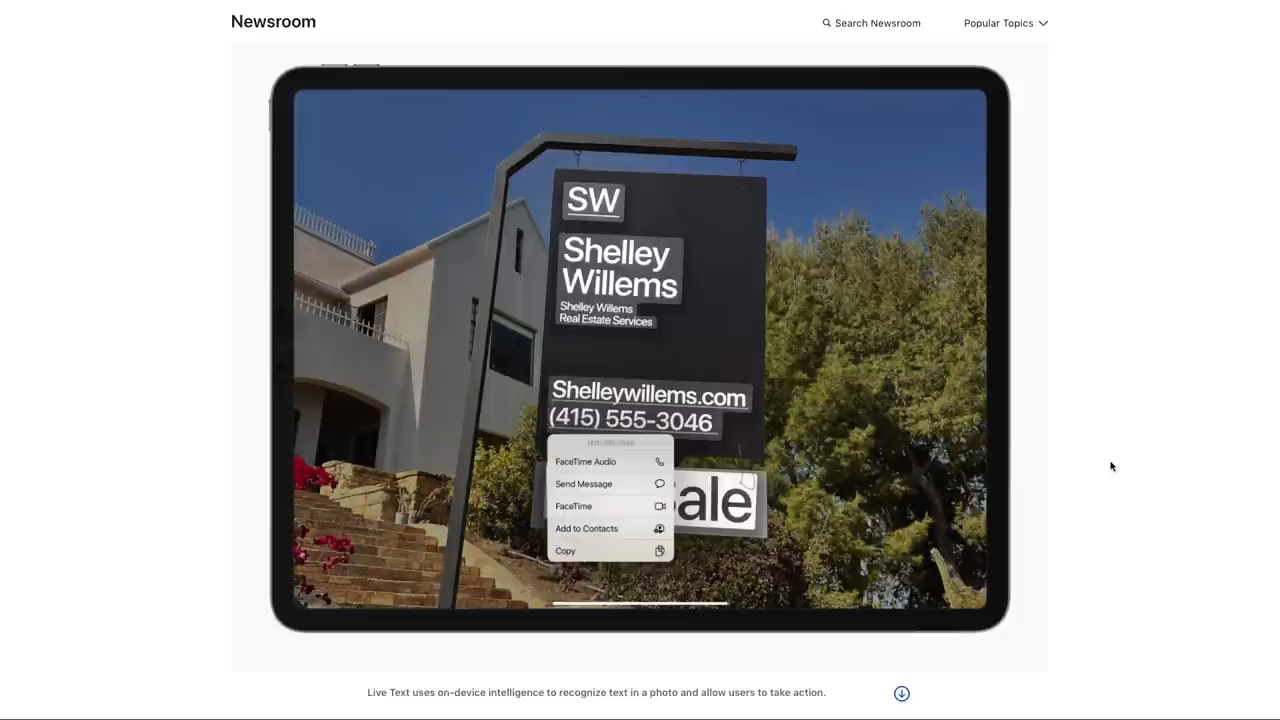 Newsroom
Search Newsroom
Popular Topics
SW
Shelley
Willems
Shelley Willems
Real Estate Services
Shelleywillems.com
(415) 555-3046
FaceTime Audio
Send Message
FaceTime
Add to Contacts
Copy
ale
Live Text uses on-device intelligence to recognize text in a photo and allow users to take action.